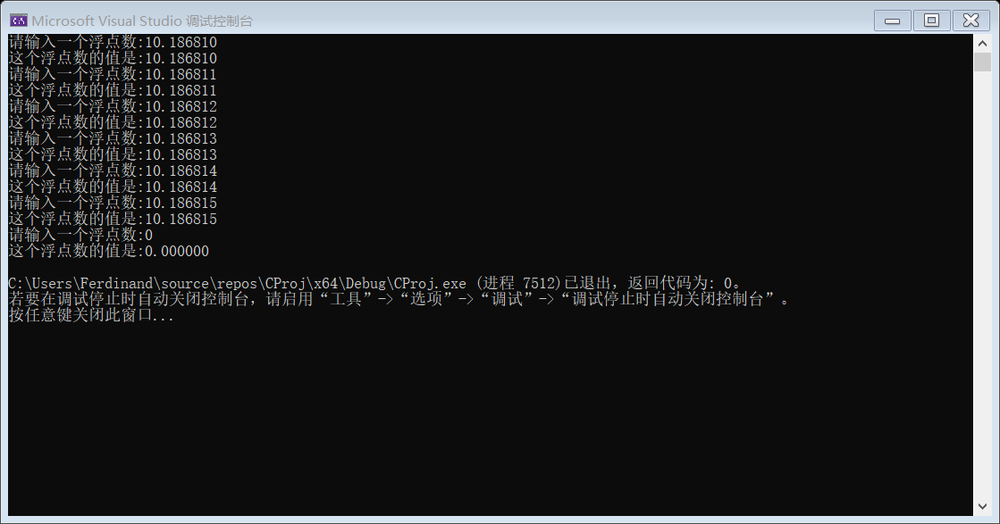 Microsoft Visual Studio 调试控制台
请输入一个浮点数:10.186810
这个浮点数的值是:10.186810
请输入一个浮点数:10.186811
这个浮点数的值是:10.186811
请输入一个浮点数:10.186812
这个浮点数的值是:10.186812
请输入一个浮点数:10.186813
这个浮点数的值是:10.186813
请输入一个浮点数:10.186814
这个浮点数的值是:10.186814
请输入一个浮点数:10.186815
这个浮点数的值是:10.186815
请输入一个浮点数:0
这个浮点数的值是:0.000000
C:\Users\Ferdinand\source\repos\CProj\x64\Debug\CProj.exe (进程 7512)已退出，返回代码为: 0。
若要在调试停止时自动关闭控制台，请启用“工具”->“选项”->“调试”->“调试停止时自动关闭控制台”。
按任意键关闭此窗口...